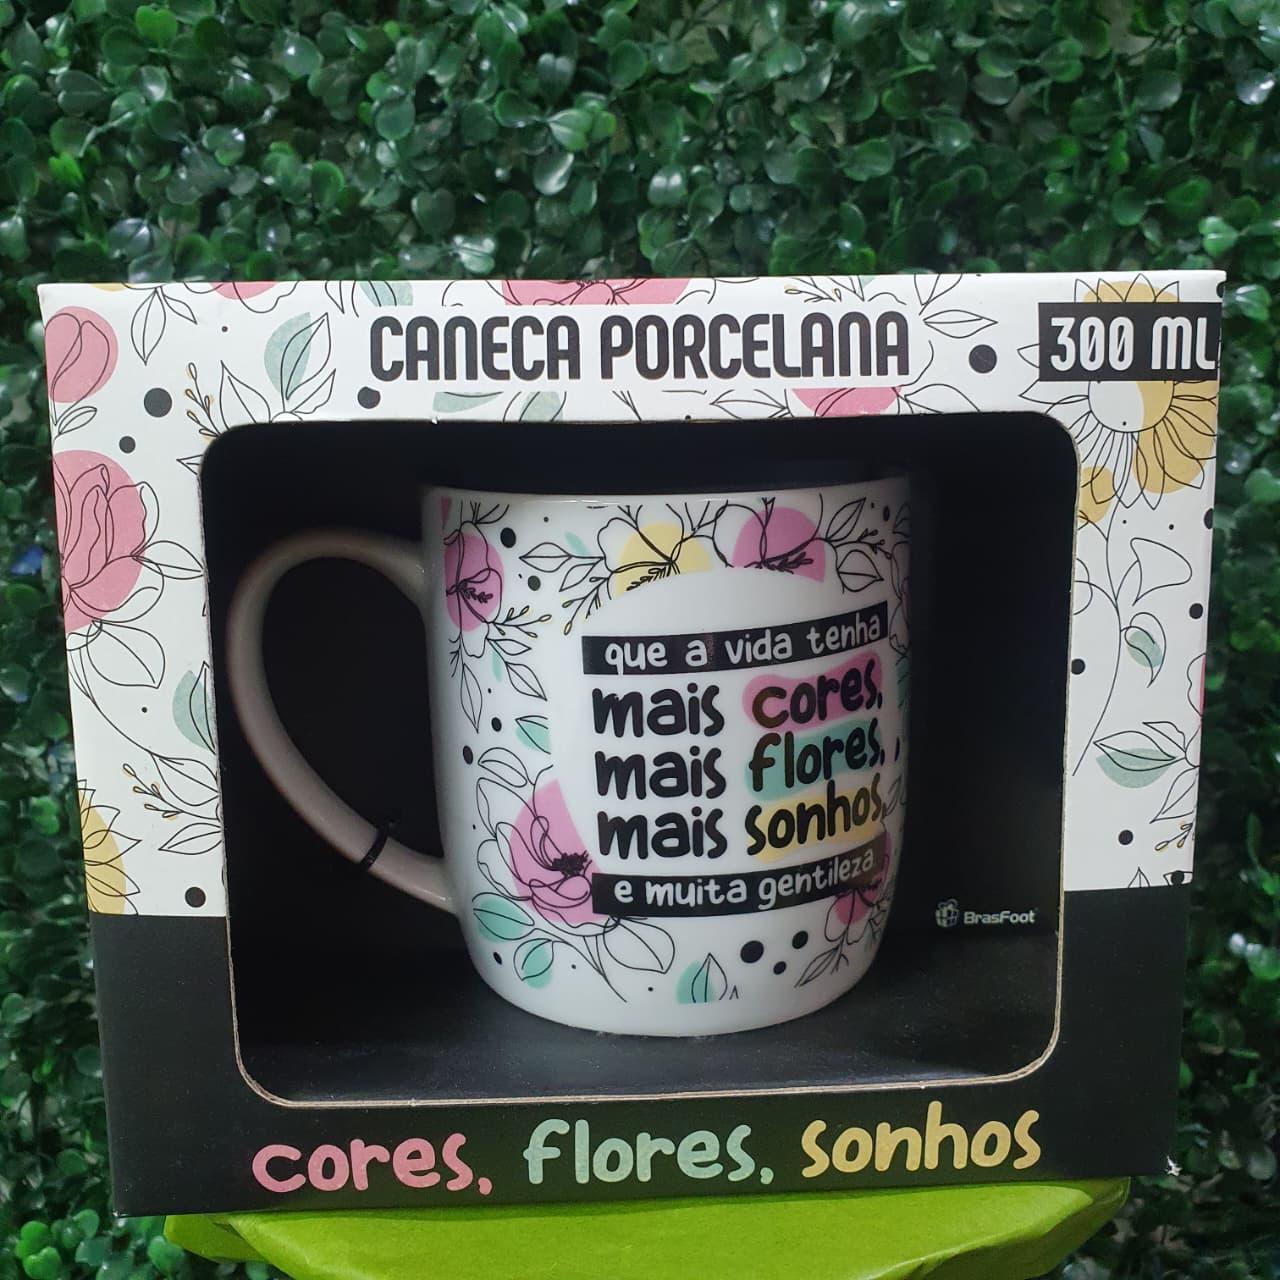 CANECA PORCELANA
300 ML
que a vida tenha
mais cores,
mais flores,
mais sonhos,
e muita gentileza
BrasFoot
cores, flores, sonhos